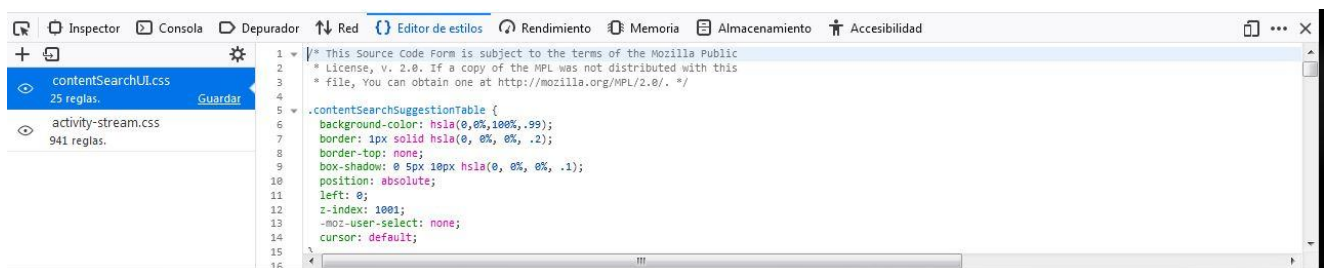 Inspector Consola Depurador Red {} Editor de estilos Rendimiento Memoria Almacenamiento Accesibilidad
contentSearchUI.css
25 reglas. Guardar
activity-stream.css
941 reglas.
1 /* This Source Code Form is subject to the terms of the Mozilla Public
2  * License, v. 2.0. If a copy of the MPL was not distributed with this
3  * file, You can obtain one at http://mozilla.org/MPL/2.0/. */
4
5 .contentSearchSuggestionTable {
6   background-color: hsla(0,0%,100%,.99);
7   border: 1px solid hsla(0, 0%, 0%, .2);
8   border-top: none;
9   box-shadow: 0 5px 10px hsla(0, 0%, 0%, .1);
10   position: absolute;
11   left: 0;
12   z-index: 1001;
13   -moz-user-select: none;
14   cursor: default;
15 }
16